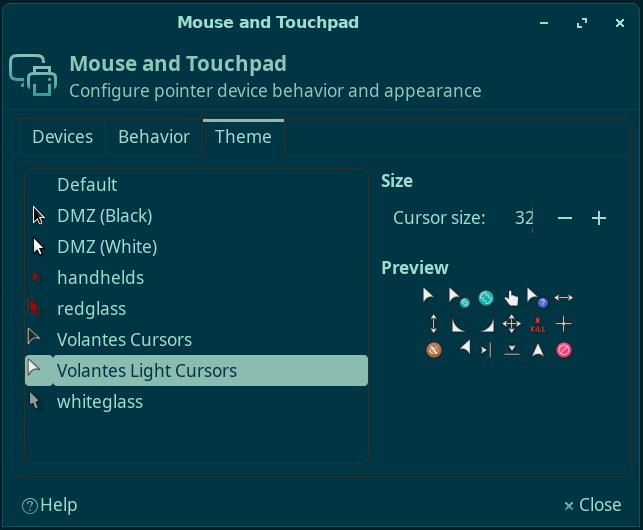 Mouse and Touchpad
Mouse and Touchpad
Configure pointer device behavior and appearance
Devices
Behavior
Theme
Default
DMZ (Black)
DMZ (White)
handhelds
redglass
Volantes Cursors
Volantes Light Cursors
whiteglass
Size
Cursor size: 32
Preview
KILL
Help
Close